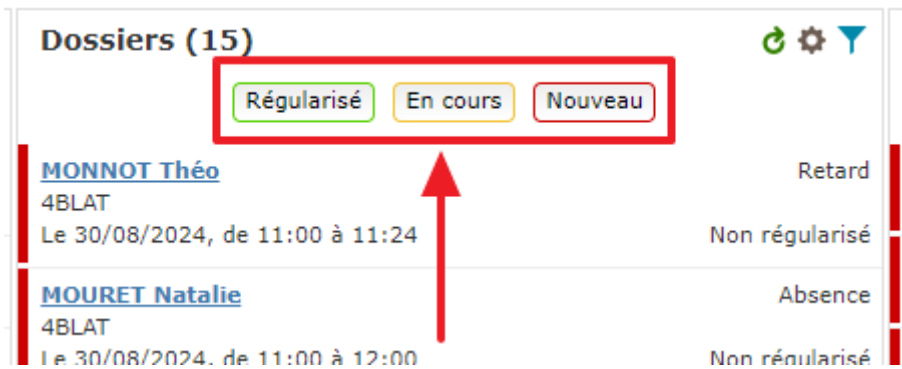 Dossiers (15)
Régularisé En cours Nouveau
MONNOT Théo Retard
4BLAT
Le 30/08/2024, de 11:00 à 11:24 Non régularisé
MOURET Natalie Absence
4BLAT
Le 30/08/2024, de 11:00 à 12:00 Non régularisé